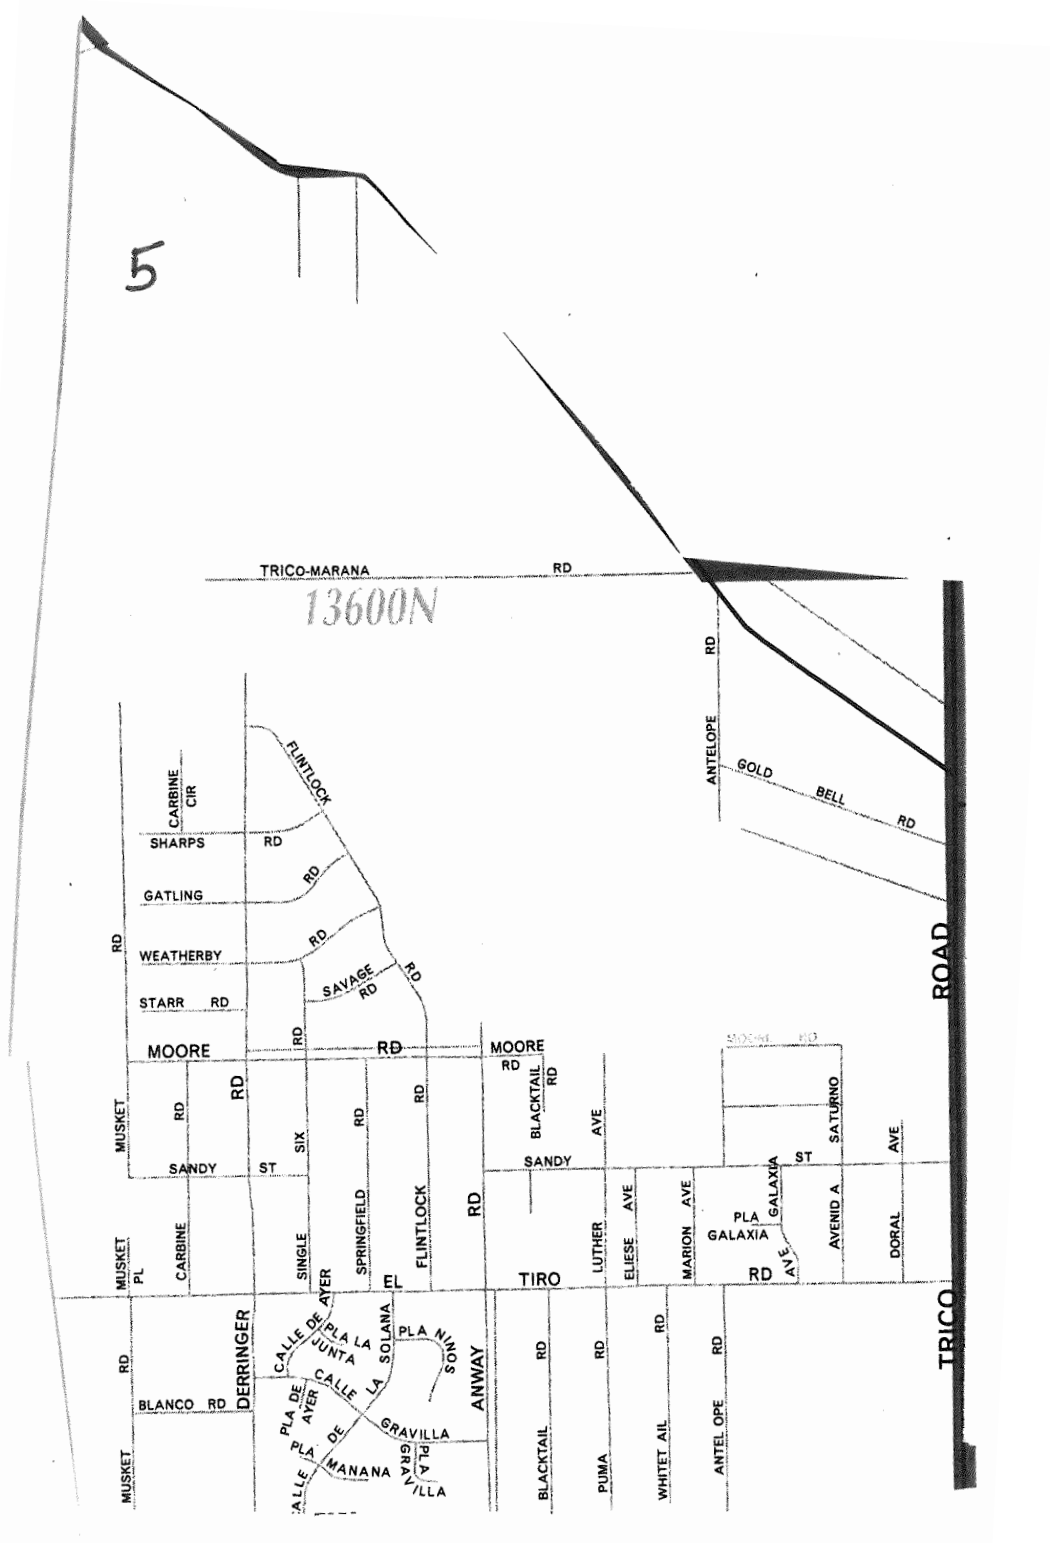 5
TRICO-MARANA RD
13600N
ANTELOPE RD
GOLD BELL RD
FLINTLOCK
CARBINE
CIR
SHARPS RD
GATLING RD
WEATHERBY RD
SAVAGE
RD
STARR RD
RD
RD
RD
ROAD
MOORE RD
MOORE
RD
MOORE RD
MUSKET
RD
RD
SIX
RD
RD
BLACKTAIL
RD
AVE
SATURNO
AVE
SANDY ST
SANDY
ST
MUSKET
PL
CARBINE
SINGLE
SPRINGFIELD
FLINTLOCK
RD
LUTHER
ELIESE AVE
MARION AVE
PLA
GALAXIA
GALAXIA
AVE
AVENID A
DORAL
EL TIRO RD
TRICO
MUSKET RD
BLANCO RD
DERRINGER
CALLE DE AYER
PLA LA
JUNTA
PLA DE
AYER
CALLE
GRAVILLA
LA SOLANA
PLA NINOS
DE
PLA
MANANA
PLA
GRAVILLA
ALLE
ANWAY
BLACKTAIL RD
PUMA RD
WHITET AIL RD
ANTEL OPE RD